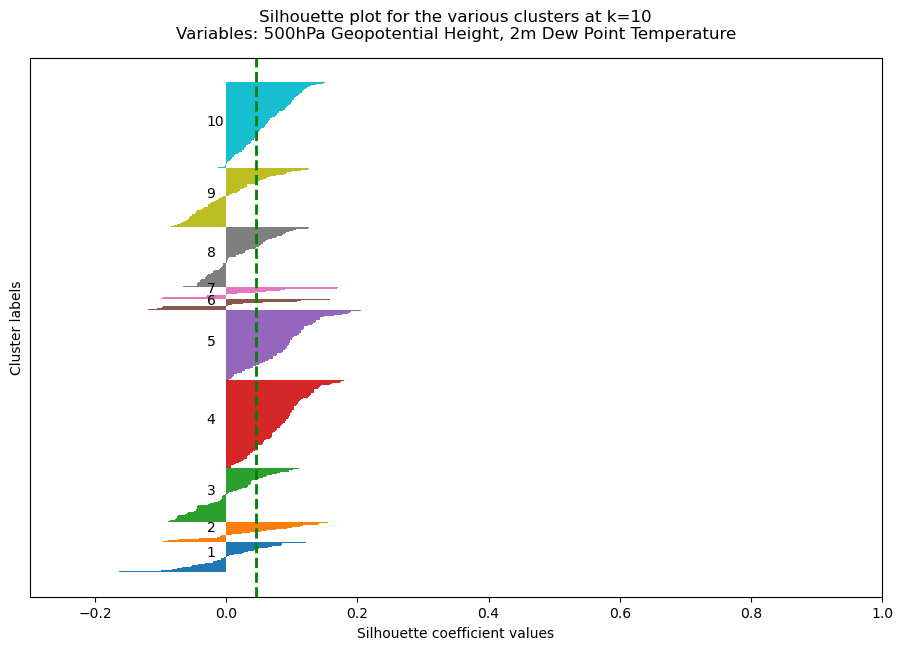 Silhouette plot for the various clusters at k=10
Variables: 500hPa Geopotential Height, 2m Dew Point Temperature
Cluster labels
10
9
8
7
6
5
4
3
2
1
−0.2 0.0 0.2 0.4 0.6 0.8 1.0
Silhouette coefficient values